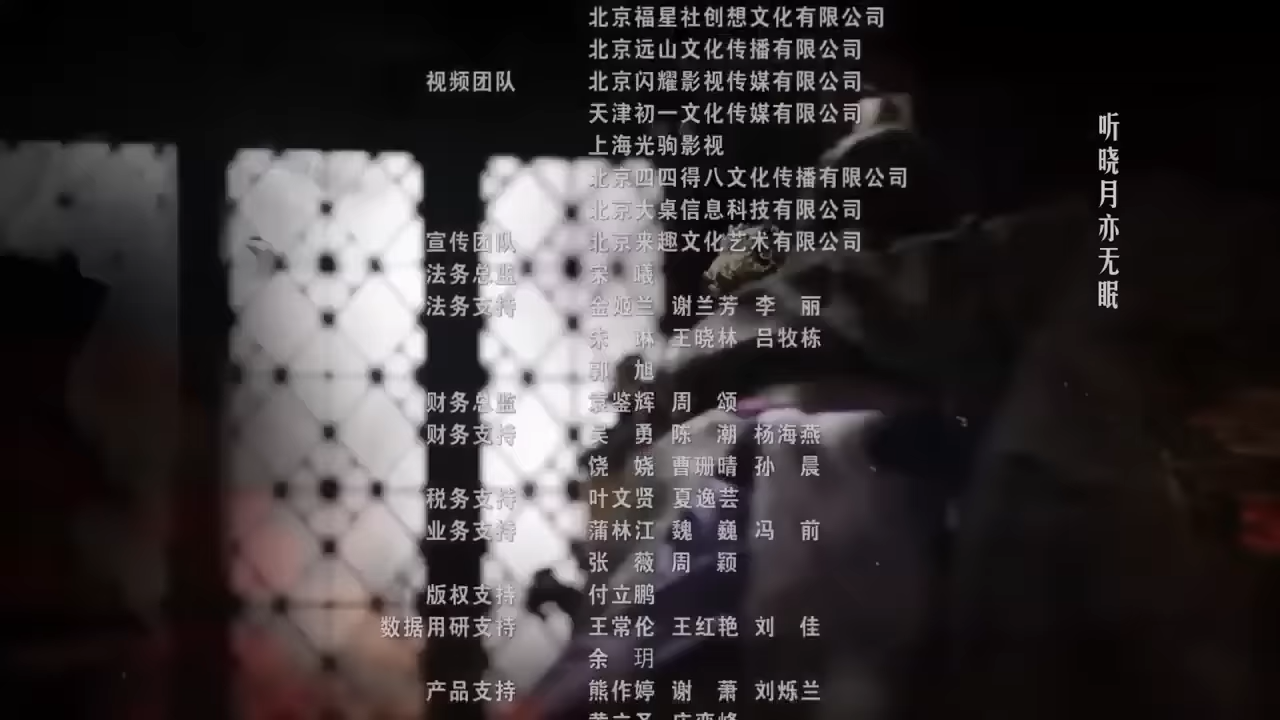 北京福星社创想文化有限公司
北京远山文化传播有限公司
视频团队 北京闪耀影视传媒有限公司
天津初一文化传媒有限公司
上海光驹影视
北京四四得八文化传播有限公司
北京大桌信息科技有限公司
宣传团队 北京来趣文化艺术有限公司
法务总监 宋 曦
法务支持 金姬兰 谢兰芳 李 丽
朱 琳 王晓林 吕牧栋
郭 旭
财务总监 袁鉴辉 周 颂
财务支持 吴 勇 陈 潮 杨海燕
饶 娆 曹珊晴 孙 晨
税务支持 叶文贤 夏逸芸
业务支持 蒲林江 魏 巍 冯 前
张 薇 周 颖
版权支持 付立鹏
数据用研支持 王常伦 王红艳 刘 佳
余 玥
产品支持 熊作婷 谢 萧 刘烁兰
听晓月亦无眠